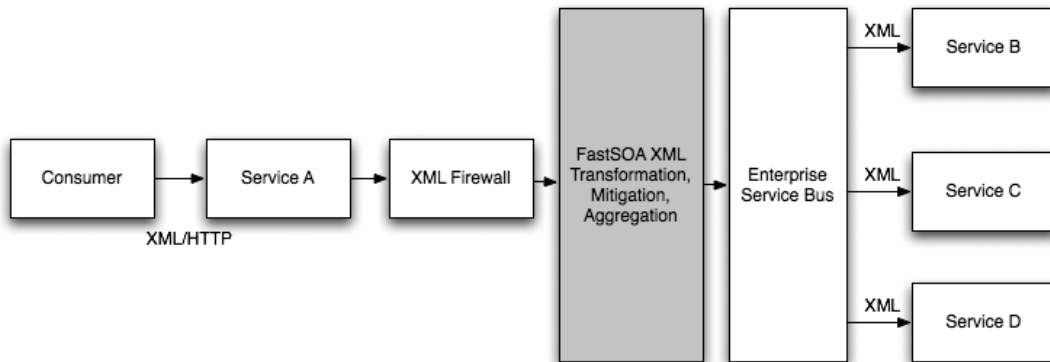 Consumer
XML/HTTP
Service A
XML Firewall
FastSOA XML
Transformation,
Mitigation,
Aggregation
Enterprise
Service Bus
XML
Service B
XML
Service C
XML
Service D